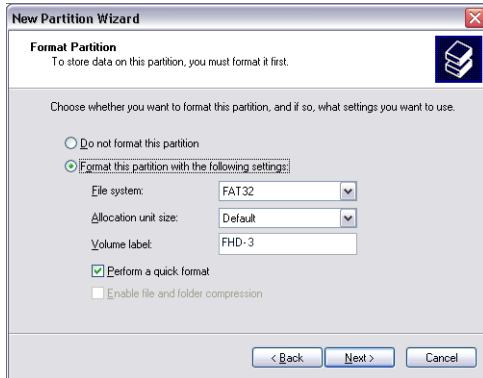 New Partition Wizard
Format Partition
To store data on this partition, you must format it first.
Choose whether you want to format this partition, and if so, what settings you want to use.
Do not format this partition
Format this partition with the following settings:
File system: FAT32
Allocation unit size: Default
Volume label: FHD-3
Perform a quick format
Enable file and folder compression
< Back Next > Cancel